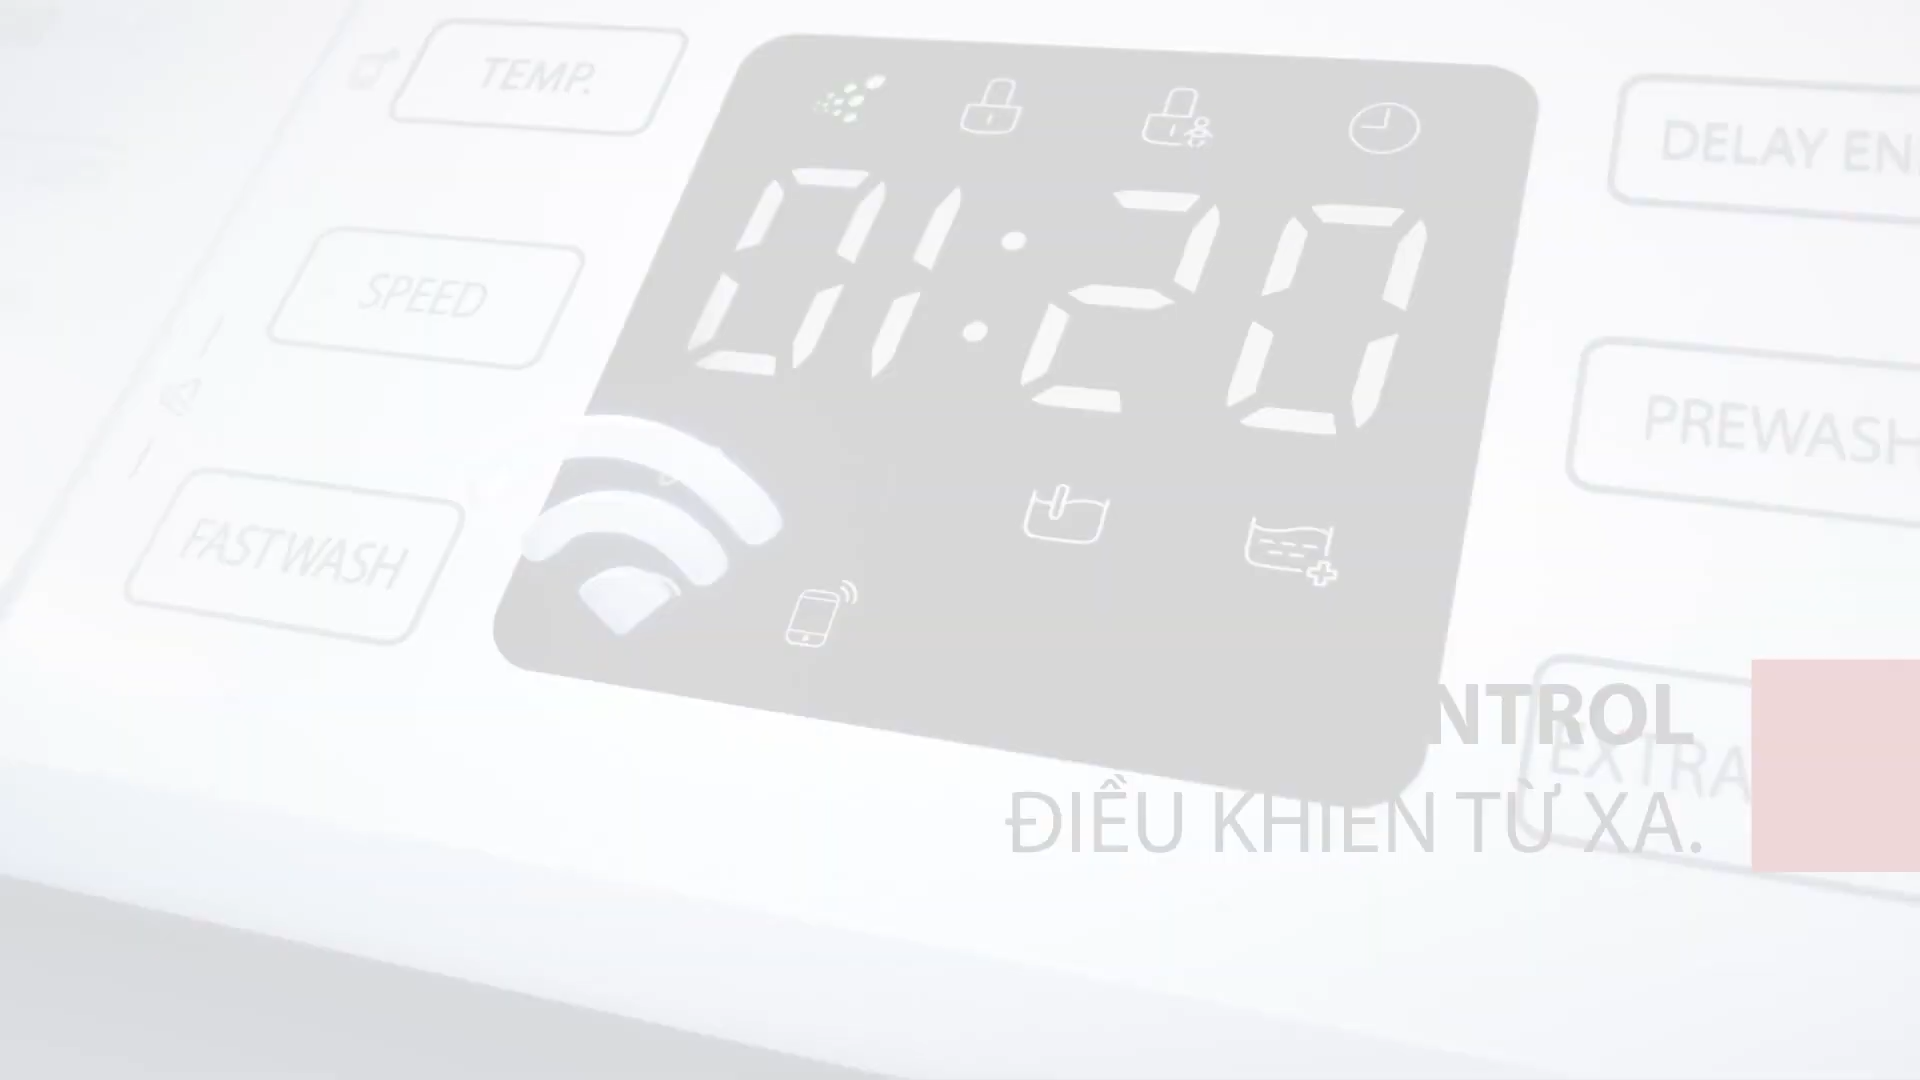 TEMP.
SPEED
FASTWASH
01:20
DELAY EN
PREWASH
EXTRA
NTROL
ĐIỀU KHIỂN TỪ XA.